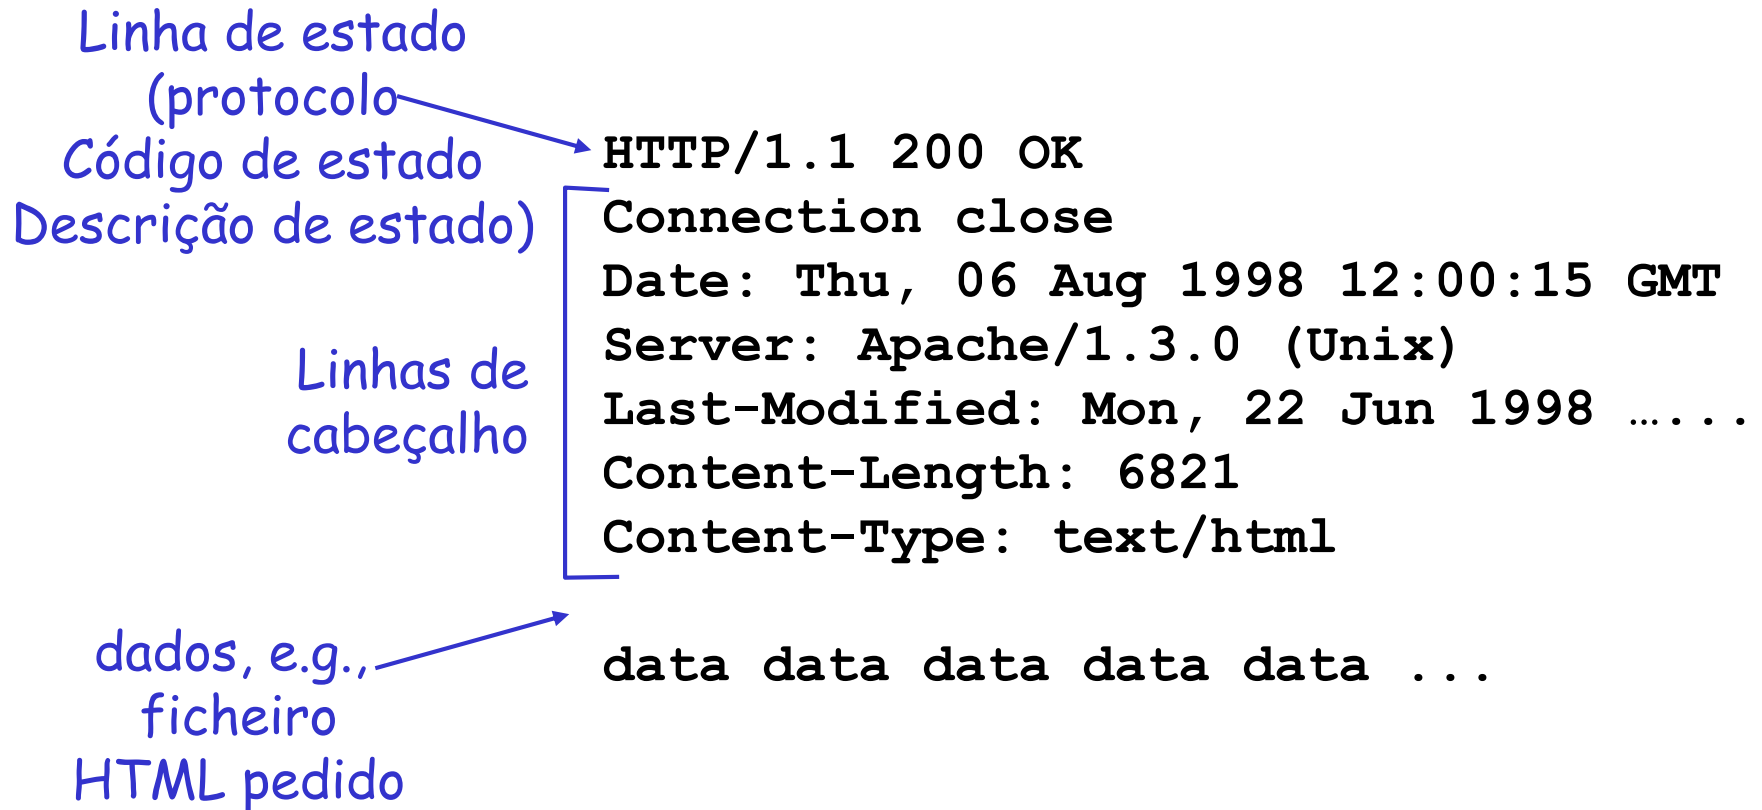 Linha de estado
(protocolo
Código de estado
Descrição de estado)
HTTP/1.1 200 OK
Connection close
Date: Thu, 06 Aug 1998 12:00:15 GMT
Server: Apache/1.3.0 (Unix)
Last-Modified: Mon, 22 Jun 1998 …...
Content-Length: 6821
Content-Type: text/html
Linhas de
cabeçalho
data data data data data ...
dados, e.g.,
ficheiro
HTML pedido